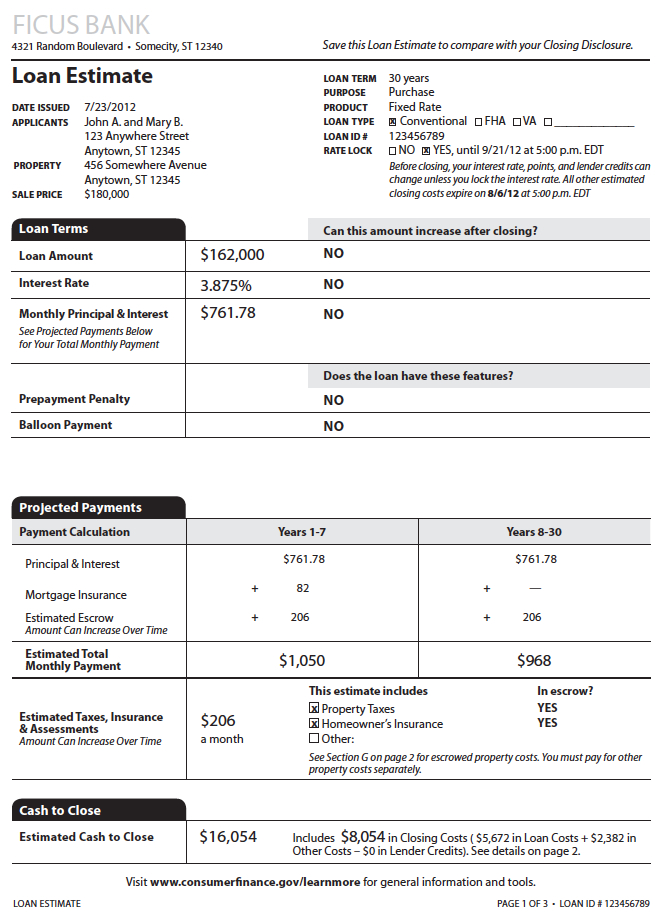 FICUS BANK
4321 Random Boulevard • Somecity, ST 12340
Save this Loan Estimate to compare with your Closing Disclosure.
Loan Estimate
DATE ISSUED 7/23/2012
APPLICANTS John A. and Mary B.
123 Anywhere Street
Anytown, ST 12345
PROPERTY 456 Somewhere Avenue
Anytown, ST 12345
SALE PRICE $180,000
LOAN TERM 30 years
PURPOSE Purchase
PRODUCT Fixed Rate
LOAN TYPE ☒ Conventional ☐ FHA ☐ VA ☐ _____________
LOAN ID # 123456789
RATE LOCK ☐ NO ☒ YES, until 9/21/12 at 5:00 p.m. EDT
Before closing, your interest rate, points, and lender credits can
change unless you lock the interest rate. All other estimated
closing costs expire on 8/6/12 at 5:00 p.m. EDT
Loan Terms Can this amount increase after closing?
Loan Amount $162,000 NO
Interest Rate 3.875% NO
Monthly Principal & Interest $761.78 NO
See Projected Payments Below
for Your Total Monthly Payment
Does the loan have these features?
Prepayment Penalty NO
Balloon Payment NO
Projected Payments
Payment Calculation Years 1-7 Years 8-30
Principal & Interest $761.78 $761.78
Mortgage Insurance + 82 + —
Estimated Escrow + 206 + 206
Amount Can Increase Over Time
Estimated Total
Monthly Payment $1,050 $968
Estimated Taxes, Insurance
& Assessments
Amount Can Increase Over Time
$206
a month
This estimate includes In escrow?
☒ Property Taxes YES
☒ Homeowner's Insurance YES
☐ Other:
See Section G on page 2 for escrowed property costs. You must pay for other
property costs separately.
Cash to Close
Estimated Cash to Close $16,054 Includes $8,054 in Closing Costs ( $5,672 in Loan Costs + $2,382 in
Other Costs – $0 in Lender Credits). See details on page 2.
Visit www.consumerfinance.gov/learnmore for general information and tools.
LOAN ESTIMATE PAGE 1 OF 3 • LOAN ID # 123456789